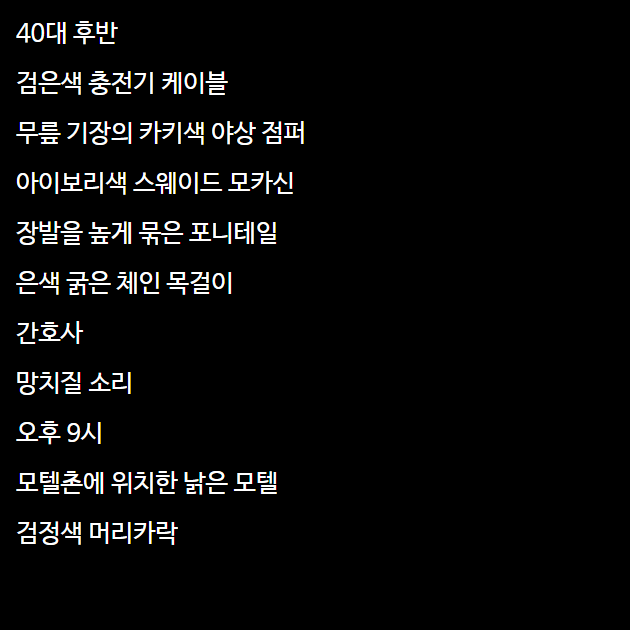 40대 후반
검은색 충전기 케이블
무릎 기장의 카키색 야상 점퍼
아이보리색 스웨이드 모카신
장발을 높게 묶은 포니테일
은색 굵은 체인 목걸이
간호사
망치질 소리
오후 9시
모텔촌에 위치한 낡은 모텔
검정색 머리카락